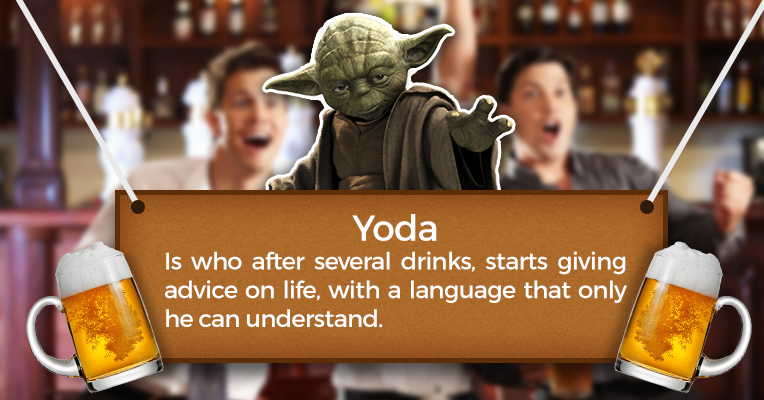 Yoda
Is who after several drinks, starts giving
advice on life, with a language that only
he can understand.